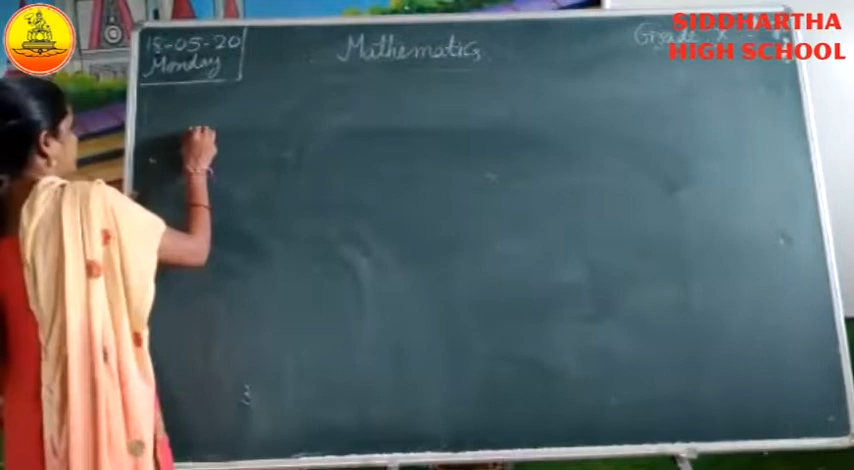 18-05-20
Monday
Mathematics
Grade X
SIDDHARTHA
HIGH SCHOOL